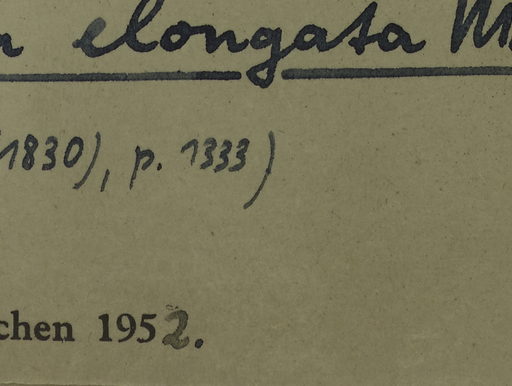 elongata
1830), p. 1333)
chen 1952.